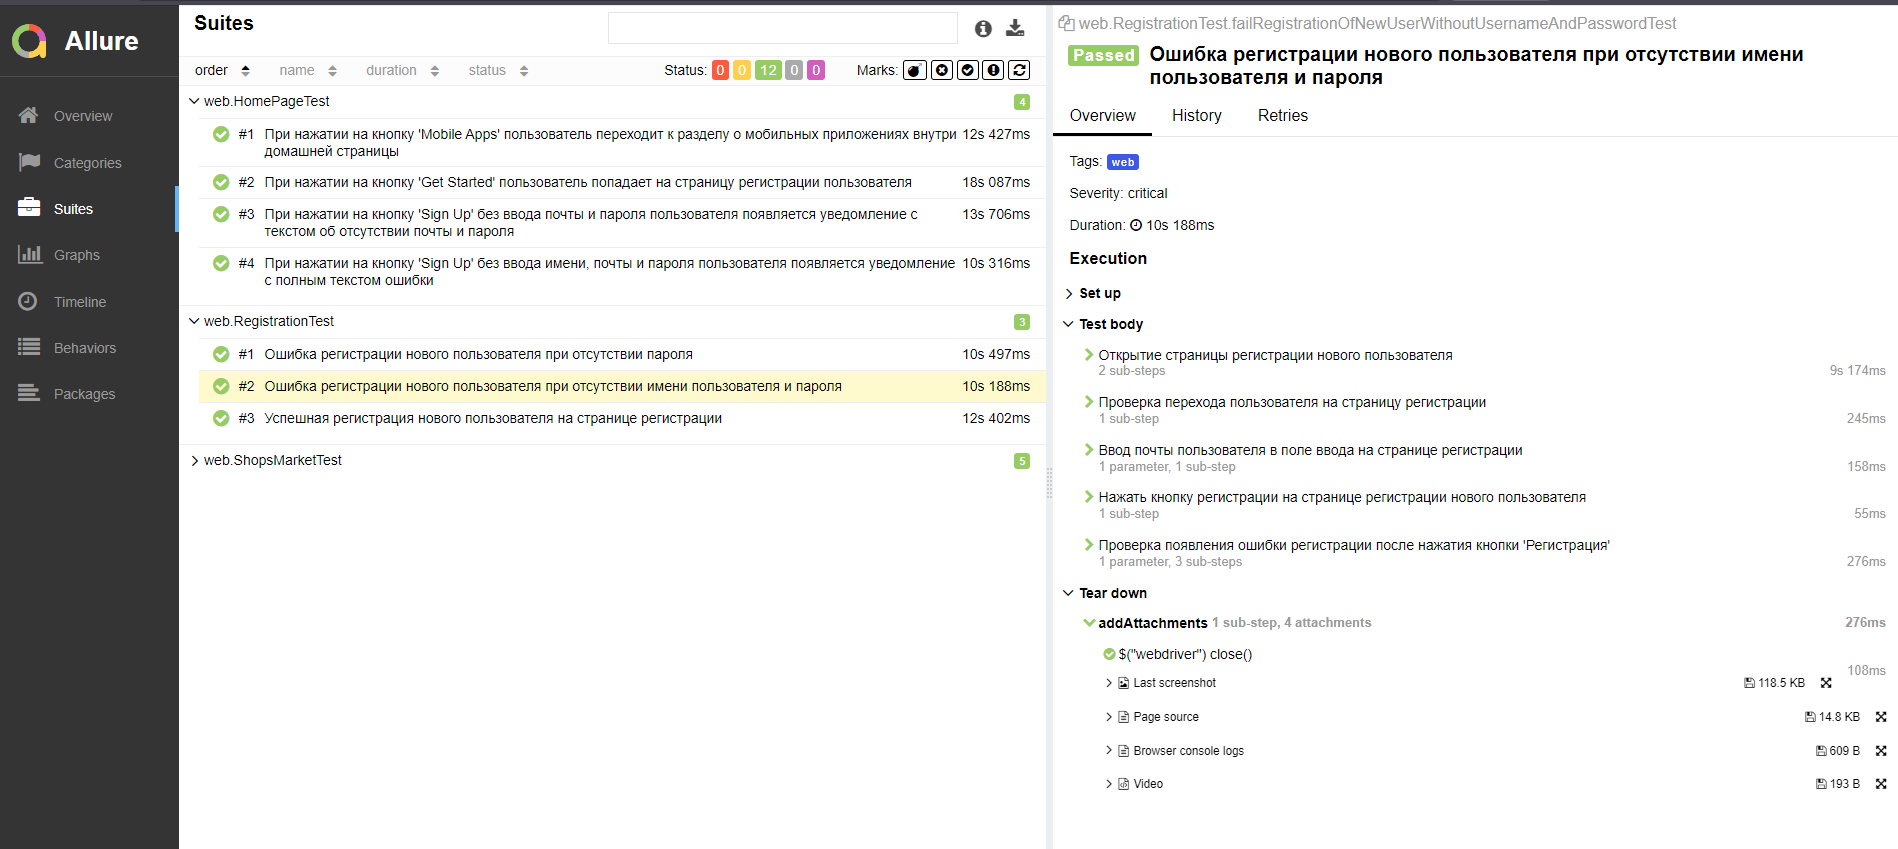 Allure
Overview
Categories
Suites
Graphs
Timeline
Behaviors
Packages
Suites
order name duration status Status: 0 0 12 0 0 Marks:
web.HomePageTest 4
#1 При нажатии на кнопку 'Mobile Apps' пользователь переходит к разделу о мобильных приложениях внутри 12s 427ms
домашней страницы
#2 При нажатии на кнопку 'Get Started' пользователь попадает на страницу регистрации пользователя 18s 087ms
#3 При нажатии на кнопку 'Sign Up' без ввода почты и пароля пользователя появляется уведомление с 13s 706ms
текстом об отсутствии почты и пароля
#4 При нажатии на кнопку 'Sign Up' без ввода имени, почты и пароля пользователя появляется уведомление 10s 316ms
с полным текстом ошибки
web.RegistrationTest 3
#1 Ошибка регистрации нового пользователя при отсутствии пароля 10s 497ms
#2 Ошибка регистрации нового пользователя при отсутствии имени пользователя и пароля 10s 188ms
#3 Успешная регистрация нового пользователя на странице регистрации 12s 402ms
web.ShopsMarketTest 5
web.RegistrationTest.failRegistrationOfNewUserWithoutUsernameAndPasswordTest
Passed Ошибка регистрации нового пользователя при отсутствии имени
пользователя и пароля
Overview History Retries
Tags: web
Severity: critical
Duration: 10s 188ms
Execution
Set up
Test body
Открытие страницы регистрации нового пользователя
2 sub-steps 9s 174ms
Проверка перехода пользователя на страницу регистрации
1 sub-step 245ms
Ввод почты пользователя в поле ввода на странице регистрации
1 parameter, 1 sub-step 158ms
Нажать кнопку регистрации на странице регистрации нового пользователя
1 sub-step 55ms
Проверка появления ошибки регистрации после нажатия кнопки 'Регистрация'
1 parameter, 3 sub-steps 276ms
Tear down
addAttachments 1 sub-step, 4 attachments 276ms
$("webdriver") close()
108ms
Last screenshot 118.5 KB
Page source 14.8 KB
Browser console logs 609 B
Video 193 B